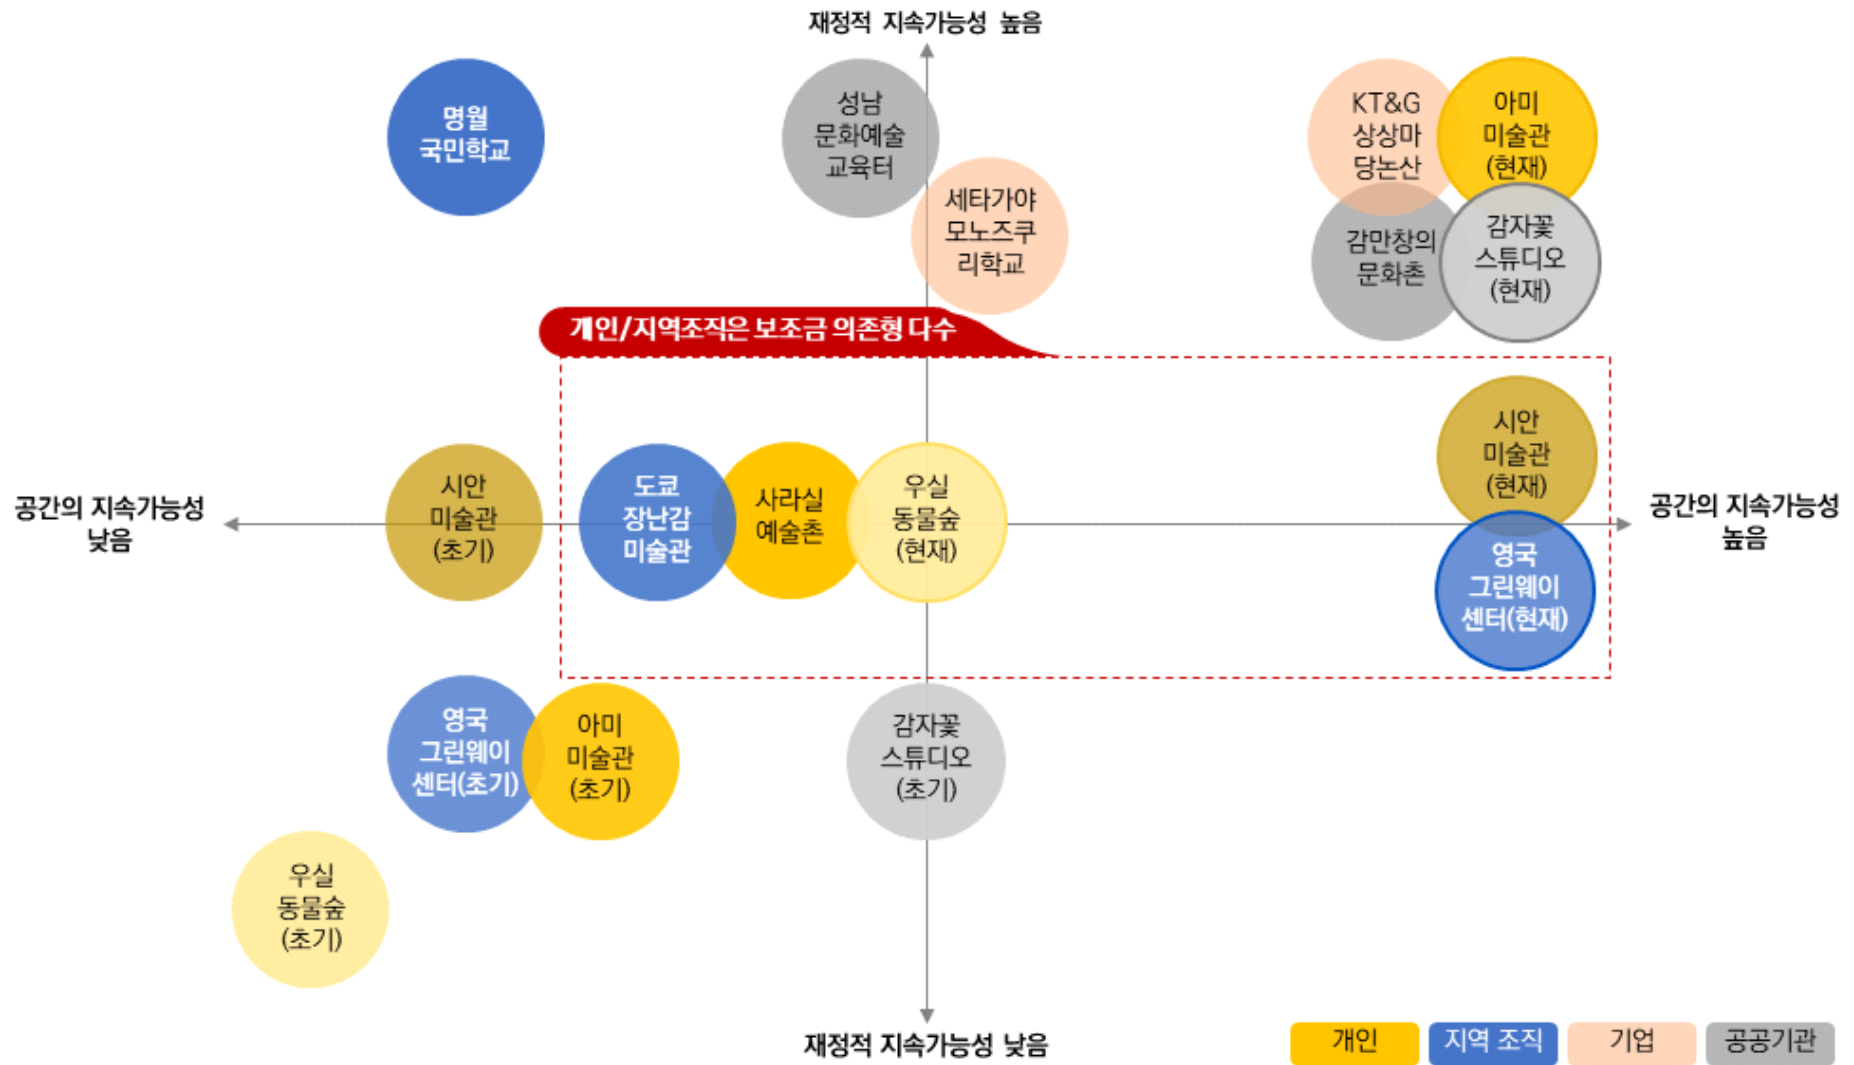 재정적 지속가능성 높음
명월
국민학교
성남
문화예술
교육터
세타가야
모노즈쿠
리학교
KT&G
상상마
당논산
아미
미술관
(현재)
감만창의
문화촌
감자꽃
스튜디오
(현재)
개인/지역조직은 보조금 의존형 다수
공간의 지속가능성
낮음
시안
미술관
(초기)
도쿄
장난감
미술관
사라실
예술촌
우실
동물숲
(현재)
시안
미술관
(현재)
영국
그린웨이
센터(현재)
공간의 지속가능성
높음
영국
그린웨이
센터(초기)
아미
미술관
(초기)
감자꽃
스튜디오
(초기)
우실
동물숲
(초기)
재정적 지속가능성 낮음
개인
지역 조직
기업
공공기관